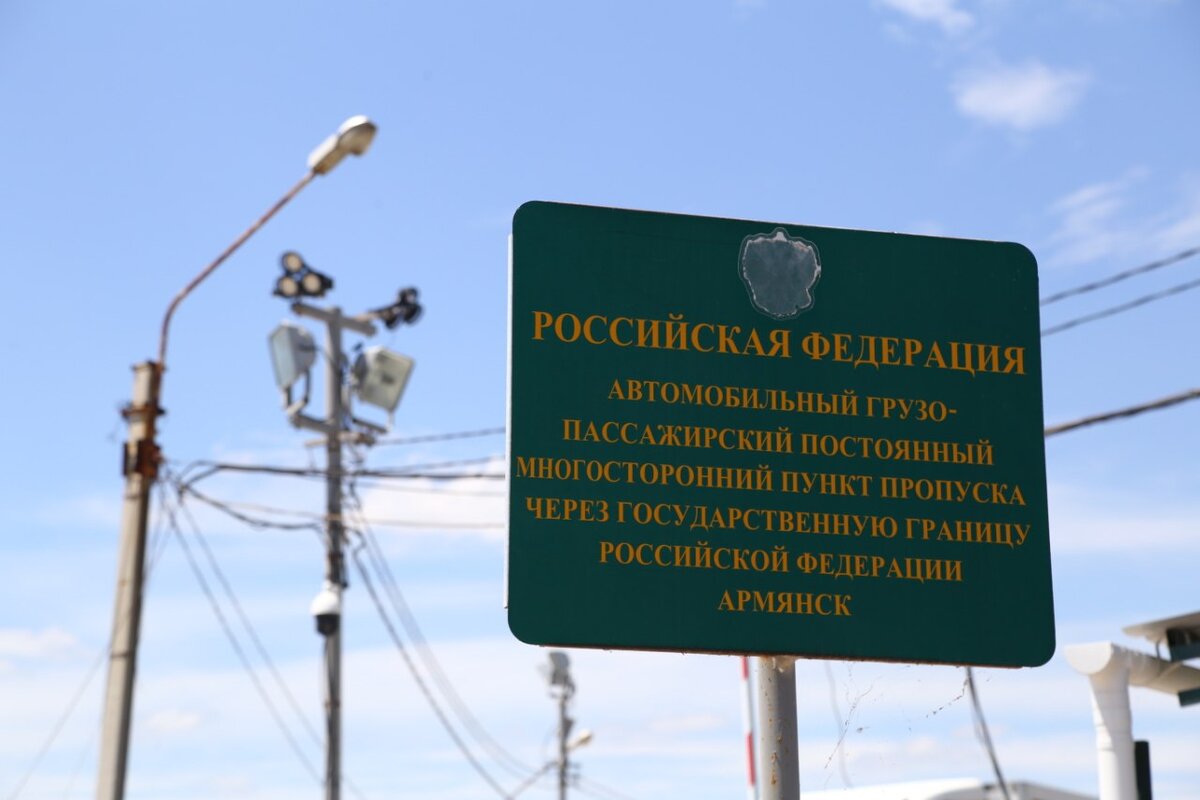 РОССИЙСКАЯ ФЕДЕРАЦИЯ
АВТОМОБИЛЬНЫЙ ГРУЗО-
ПАССАЖИРСКИЙ ПОСТОЯННЫЙ
МНОГОСТОРОННИЙ ПУНКТ ПРОПУСКА
ЧЕРЕЗ ГОСУДАРСТВЕННУЮ ГРАНИЦУ
РОССИЙСКОЙ ФЕДЕРАЦИИ
АРМЯНСК